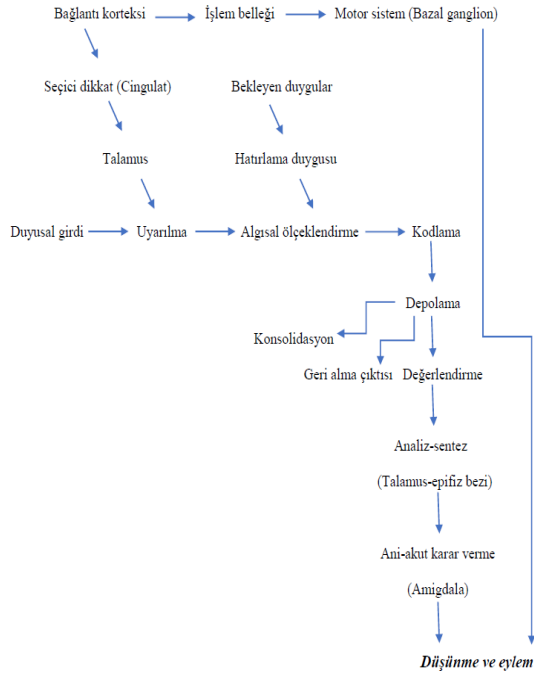 Bağlantı korteksi İşlem belleği Motor sistem (Bazal ganglion)
Seçici dikkat (Cingulat) Bekleyen duygular
Talamus Hatırlama duygusu
Duyusal girdi Uyarılma Algısal ölçeklendirme Kodlama
Depolama
Konsolidasyon
Geri alma çıktısı Değerlendirme
Analiz-sentez
(Talamus-epifiz bezi)
Ani-akut karar verme
(Amigdala)
Düşünme ve eylem